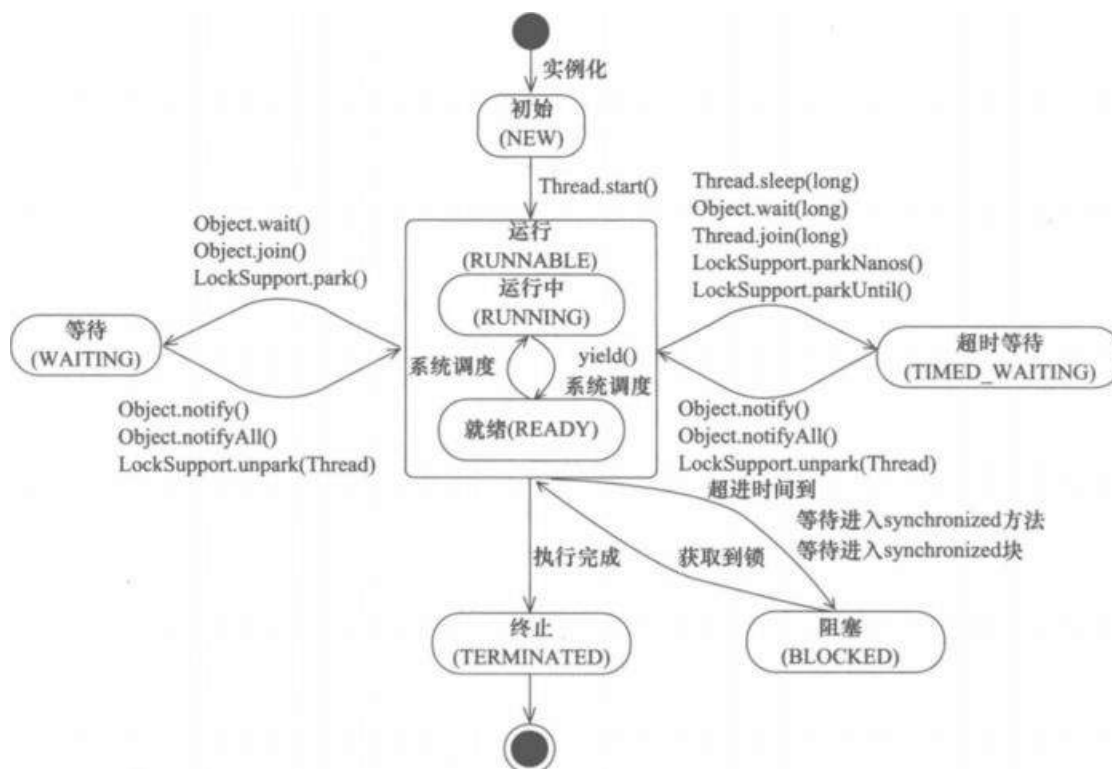 实例化
初始
(NEW)
Thread.start()
Object.wait()
Object.join()
LockSupport.park()
Thread.sleep(long)
Object.wait(long)
Thread.join(long)
LockSupport.parkNanos()
LockSupport.parkUntil()
运行
(RUNNABLE)
运行中
(RUNNING)
系统调度
yield()
系统调度
就绪(READY)
等待
(WAITING)
超时等待
(TIMED_WAITING)
Object.notify()
Object.notifyAll()
LockSupport.unpark(Thread)
Object.notify()
Object.notifyAll()
LockSupport.unpark(Thread)
超进时间到
等待进入synchronized方法
等待进入synchronized块
执行完成
获取到锁
终止
(TERMINATED)
阻塞
(BLOCKED)